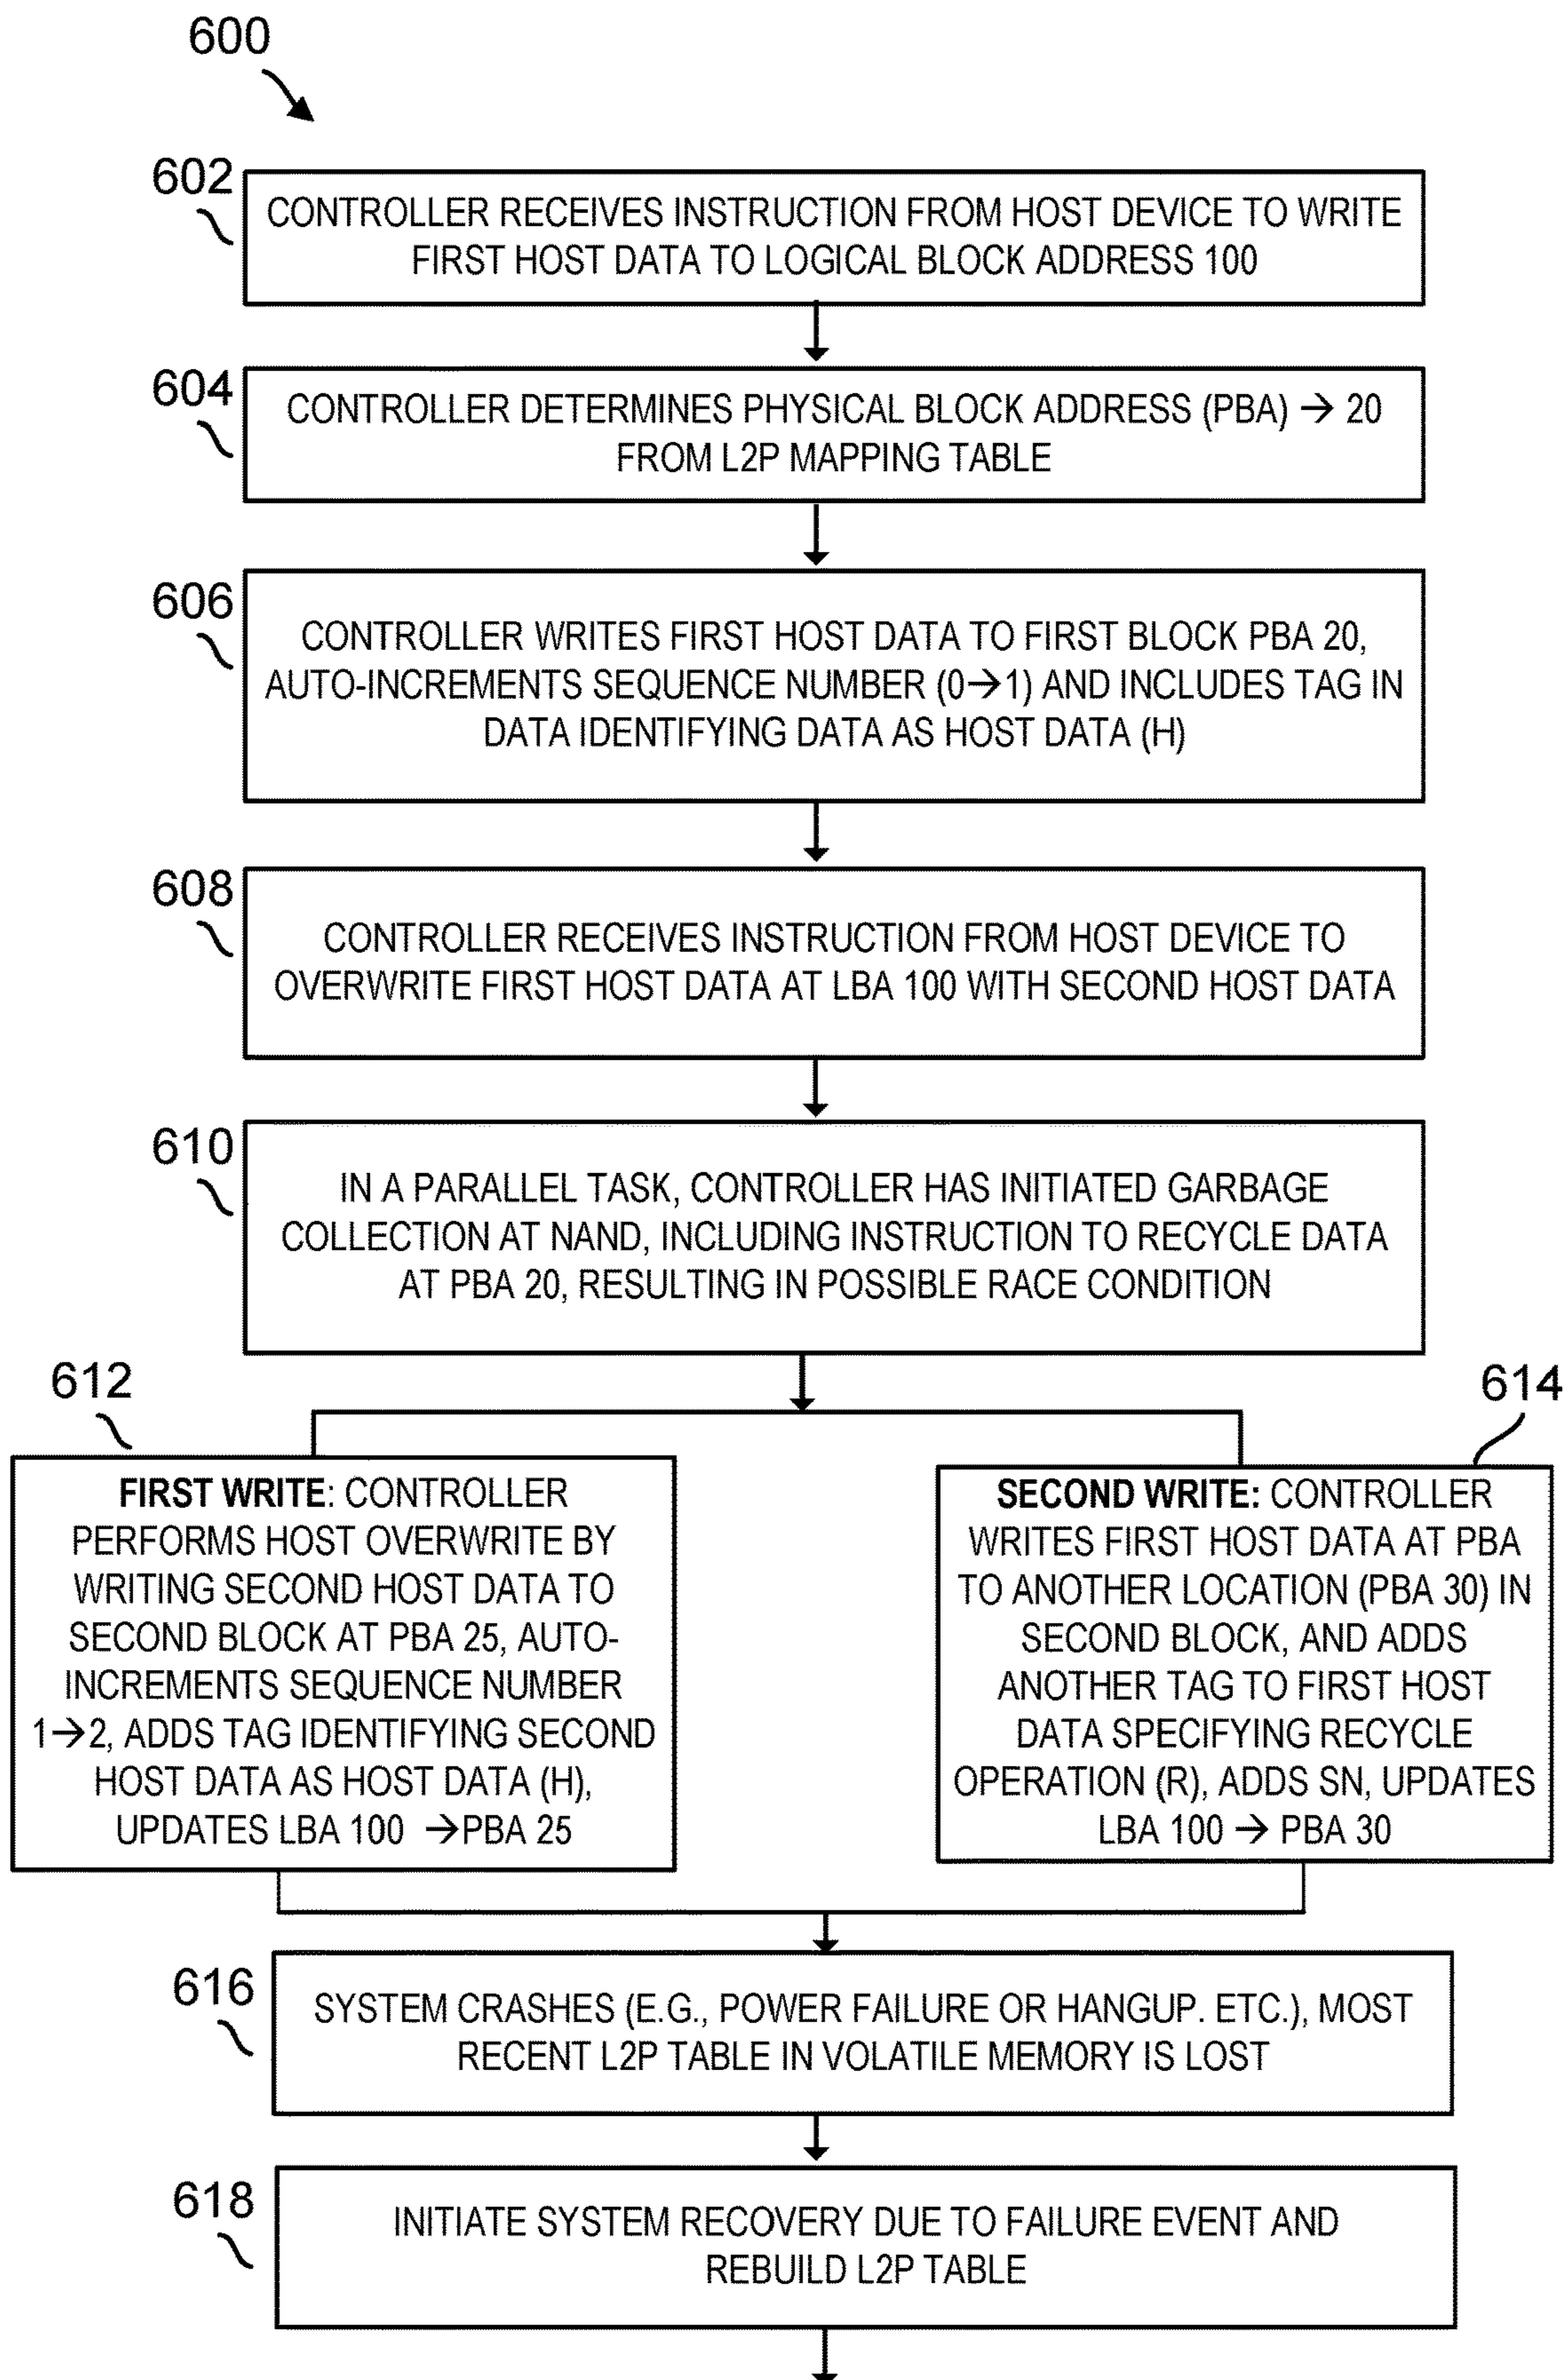 600
602
CONTROLLER RECEIVES INSTRUCTION FROM HOST DEVICE TO WRITE
FIRST HOST DATA TO LOGICAL BLOCK ADDRESS 100
604
CONTROLLER DETERMINES PHYSICAL BLOCK ADDRESS (PBA) → 20
FROM L2P MAPPING TABLE
606
CONTROLLER WRITES FIRST HOST DATA TO FIRST BLOCK PBA 20,
AUTO-INCREMENTS SEQUENCE NUMBER (0→1) AND INCLUDES TAG IN
DATA IDENTIFYING DATA AS HOST DATA (H)
608
CONTROLLER RECEIVES INSTRUCTION FROM HOST DEVICE TO
OVERWRITE FIRST HOST DATA AT LBA 100 WITH SECOND HOST DATA
610
IN A PARALLEL TASK, CONTROLLER HAS INITIATED GARBAGE
COLLECTION AT NAND, INCLUDING INSTRUCTION TO RECYCLE DATA
AT PBA 20, RESULTING IN POSSIBLE RACE CONDITION
612
FIRST WRITE: CONTROLLER
PERFORMS HOST OVERWRITE BY
WRITING SECOND HOST DATA TO
SECOND BLOCK AT PBA 25, AUTO-
INCREMENTS SEQUENCE NUMBER
1→2, ADDS TAG IDENTIFYING SECOND
HOST DATA AS HOST DATA (H),
UPDATES LBA 100 →PBA 25
614
SECOND WRITE: CONTROLLER
WRITES FIRST HOST DATA AT PBA
TO ANOTHER LOCATION (PBA 30) IN
SECOND BLOCK, AND ADDS
ANOTHER TAG TO FIRST HOST
DATA SPECIFYING RECYCLE
OPERATION (R), ADDS SN, UPDATES
LBA 100 → PBA 30
616
SYSTEM CRASHES (E.G., POWER FAILURE OR HANGUP. ETC.), MOST
RECENT L2P TABLE IN VOLATILE MEMORY IS LOST
618
INITIATE SYSTEM RECOVERY DUE TO FAILURE EVENT AND
REBUILD L2P TABLE